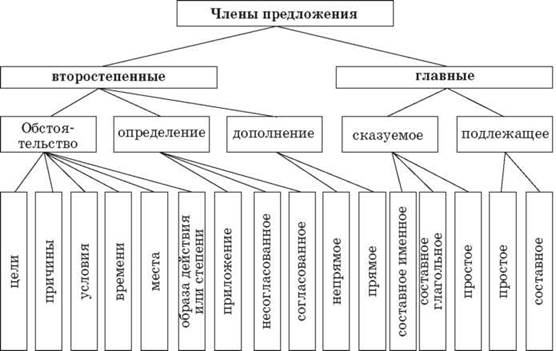 Члены предложения
второстепенные
главные
Обстоя-
тельство
определение
дополнение
сказуемое
подлежащее
цели
причины
условия
времени
места
образа действия
или степени
приложение
несогласованное
согласованное
непрямое
прямое
составное именное
составное
глагольное
простое
простое
составное